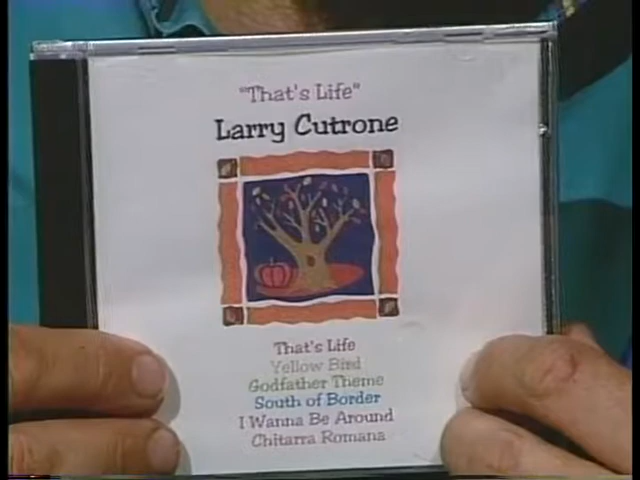 "That's Life"
Larry Cutrone
That's Life
Yellow Bird
Godfather Theme
South of Border
I Wanna Be Around
Chitarra Romana